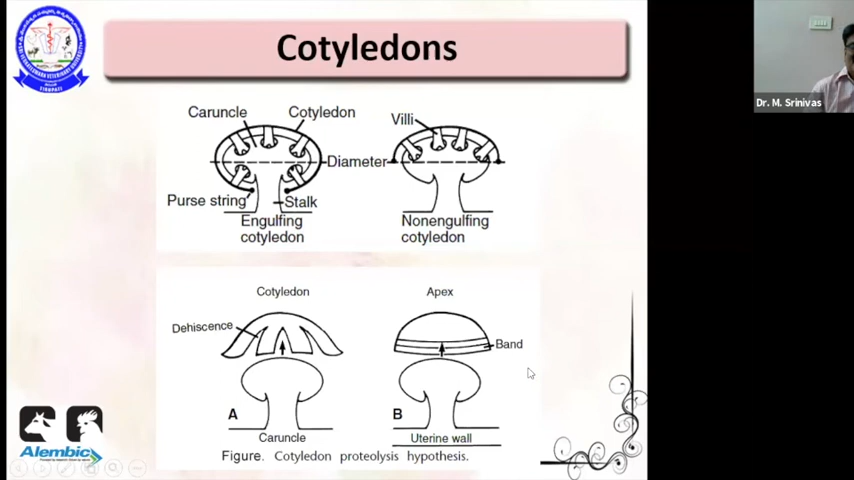 Cotyledons
Caruncle
Cotyledon
Villi
Diameter
Purse string
Stalk
Engulfing
cotyledon
Nonengulfing
cotyledon
Cotyledon
Apex
Dehiscence
Band
A
B
Caruncle
Uterine wall
Figure. Cotyledon proteolysis hypothesis.
Alembic
Dr. M. Srinivas